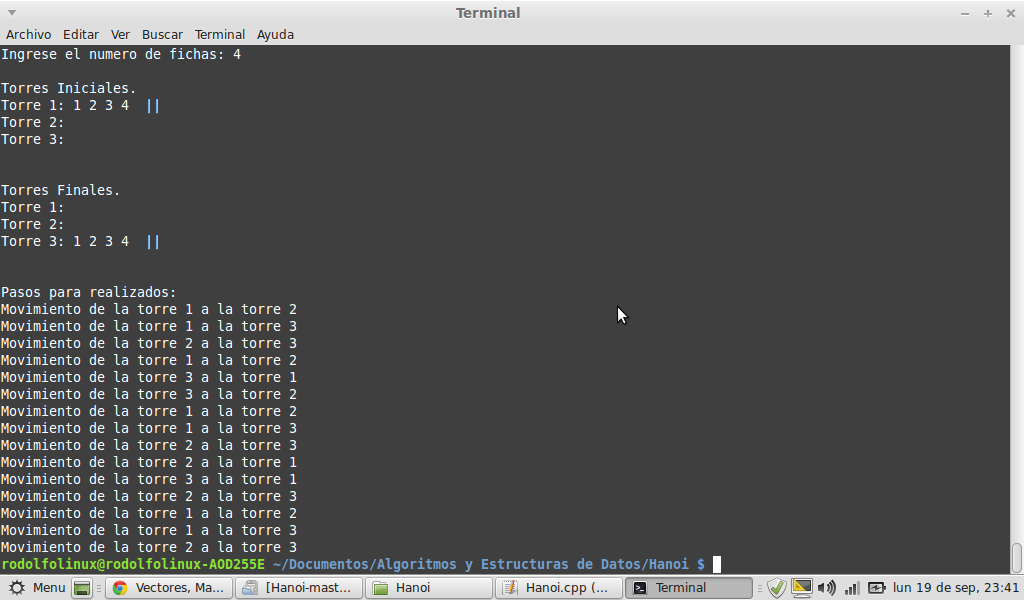 Terminal
Archivo Editar Ver Buscar Terminal Ayuda
Ingrese el numero de fichas: 4
Torres Iniciales.
Torre 1: 1 2 3 4  ||
Torre 2:
Torre 3:
Torres Finales.
Torre 1:
Torre 2:
Torre 3: 1 2 3 4  ||
Pasos para realizados:
Movimiento de la torre 1 a la torre 2
Movimiento de la torre 1 a la torre 3
Movimiento de la torre 2 a la torre 3
Movimiento de la torre 1 a la torre 2
Movimiento de la torre 3 a la torre 1
Movimiento de la torre 3 a la torre 2
Movimiento de la torre 1 a la torre 2
Movimiento de la torre 1 a la torre 3
Movimiento de la torre 2 a la torre 3
Movimiento de la torre 2 a la torre 1
Movimiento de la torre 3 a la torre 1
Movimiento de la torre 2 a la torre 3
Movimiento de la torre 1 a la torre 2
Movimiento de la torre 1 a la torre 3
Movimiento de la torre 2 a la torre 3
rodolfolinux@rodolfolinux-AOD255E ~/Documentos/Algoritmos y Estructuras de Datos/Hanoi $
Menu Vectores, Ma... [Hanoi-mast... Hanoi Hanoi.cpp (... Terminal lun 19 de sep, 23:41